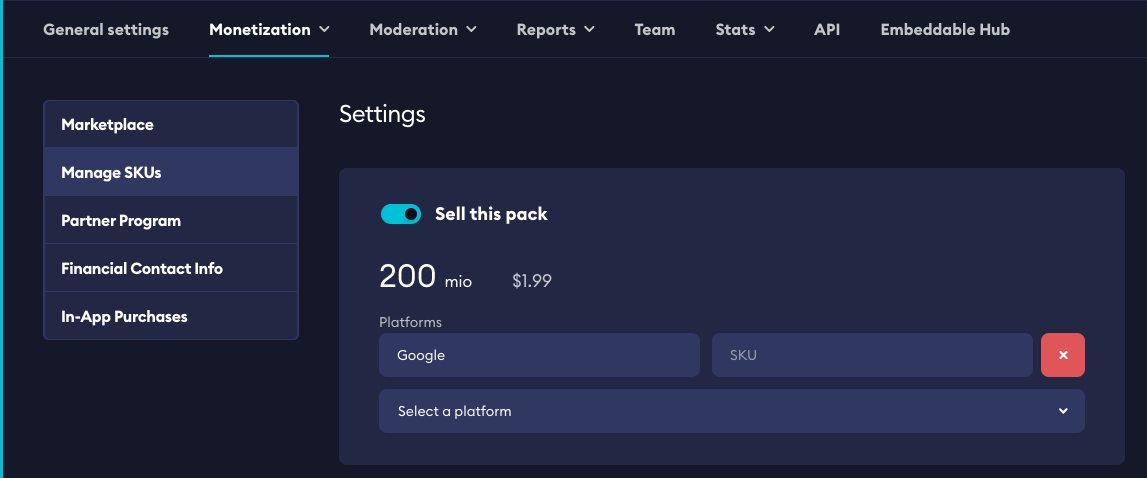 General settings Monetization Moderation Reports Team Stats API Embeddable Hub
Marketplace
Manage SKUs
Partner Program
Financial Contact Info
In-App Purchases
Settings
Sell this pack
200 mio $1.99
Platforms
Google SKU
Select a platform